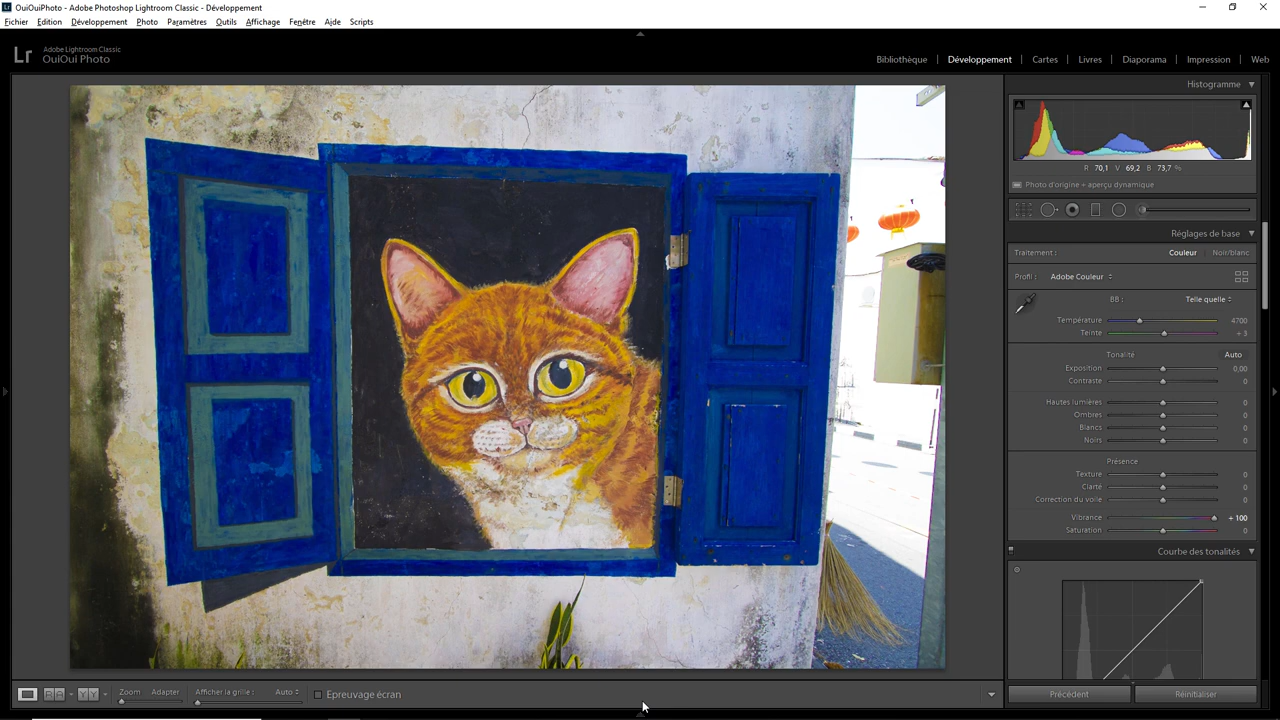 OuiOuiPhoto - Adobe Photoshop Lightroom Classic - Développement
Fichier Edition Développement Photo Paramètres Outils Affichage Fenêtre Aide Scripts
Lr Adobe Lightroom Classic
OuiOui Photo
Bibliothèque | Développement | Cartes | Livres | Diaporama | Impression | Web
Histogramme
R 70,1 V 69,2 B 73,7 %
Photo d'origine + aperçu dynamique
Réglages de base
Traitement : Couleur Noir/blanc
Profil : Adobe Couleur
BB : Telle quelle
Température 4700
Teinte + 3
Tonalité Auto
Exposition 0,00
Contraste 0
Hautes lumières 0
Ombres 0
Blancs 0
Noirs 0
Présence
Texture 0
Clarté 0
Correction du voile 0
Vibrance + 100
Saturation 0
Courbe des tonalités
Zoom Adapter Afficher la grille : Auto Epreuvage écran
Précédent Réinitialiser